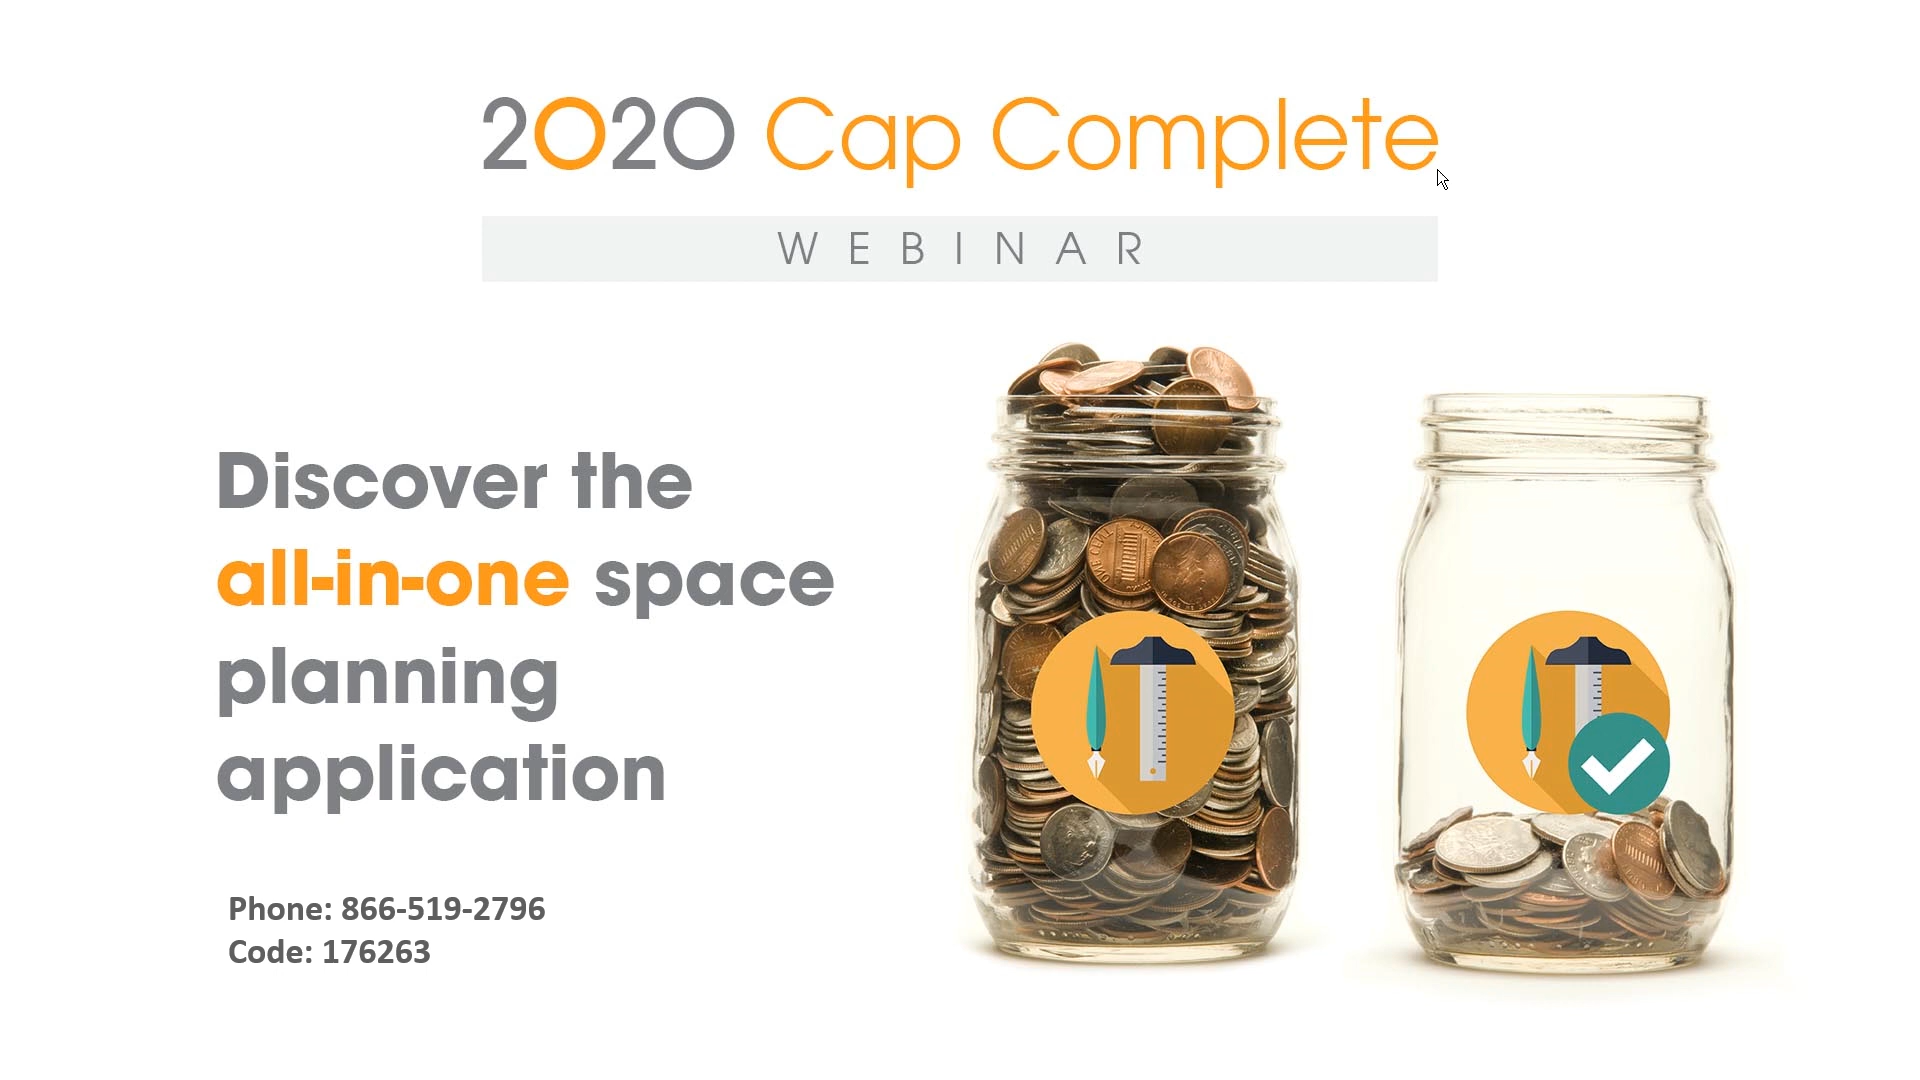 2020 Cap Complete
WEBINAR
Discover the
all-in-one space
planning
application
Phone: 866-519-2796
Code: 176263